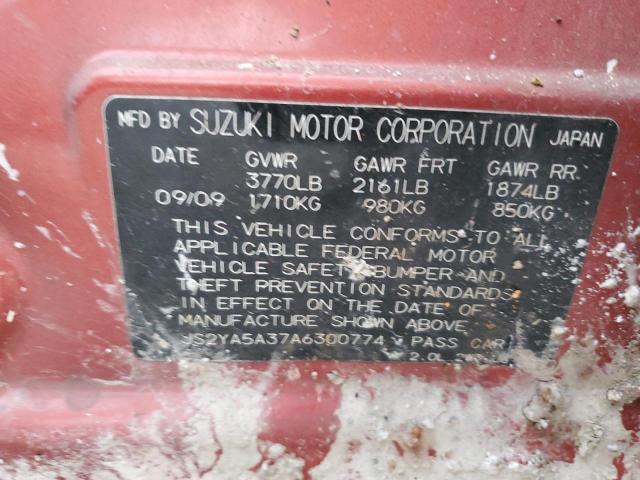 MFD BY SUZUKI MOTOR CORPORATION JAPAN
DATE GVWR GAWR FRT GAWR RR
3770LB 2161LB 1874LB
09/09 1710KG 980KG 850KG
THIS VEHICLE CONFORMS TO ALL
APPLICABLE FEDERAL MOTOR
VEHICLE SAFETY, BUMPER AND
THEFT PREVENTION STANDARDS
IN EFFECT ON THE DATE OF
MANUFACTURE SHOWN ABOVE
JS2YA5A37A6300774 PASS CAR
2.0L